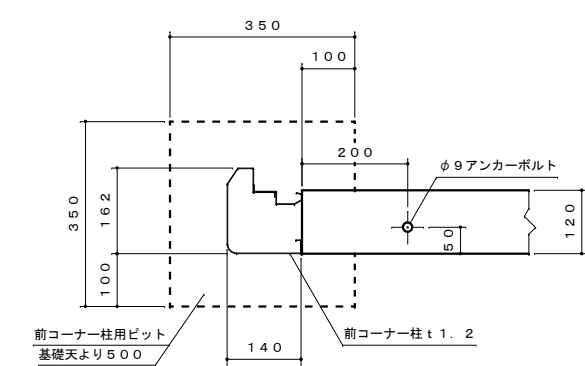 ３５０
１００
２００
φ９アンカーボルト
３５０
１６２
１００
５０
１２０
前コーナー柱用ピット
基礎天より５００
１４０
前コーナー柱ｔ１．２